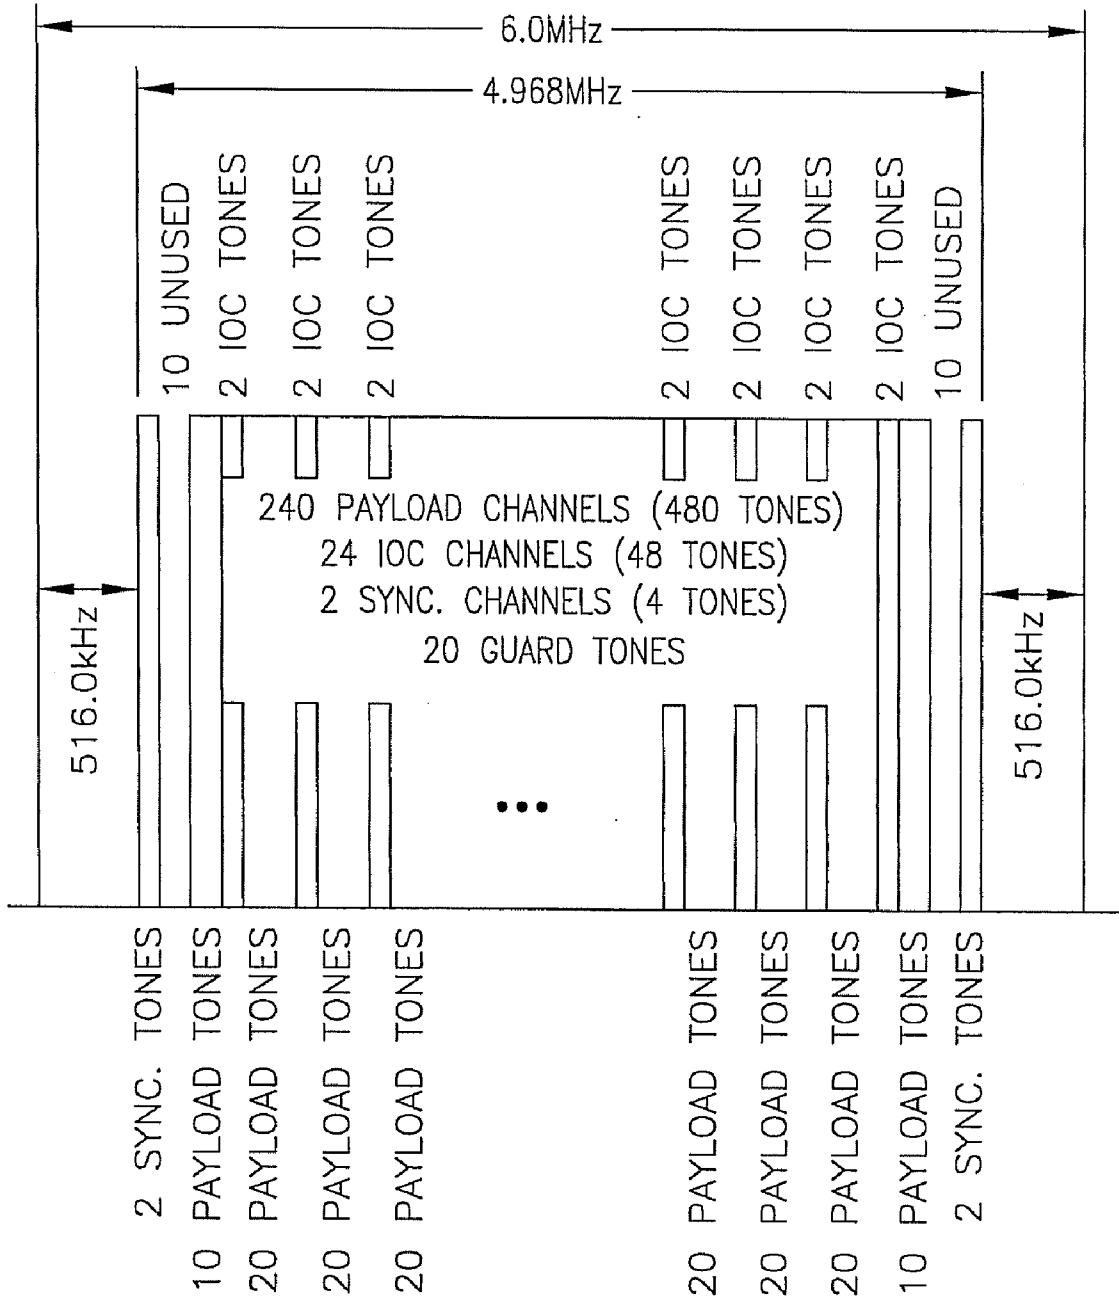 6.0MHz
4.968MHz
10 UNUSED
2 IOC TONES
2 IOC TONES
2 IOC TONES
2 IOC TONES
2 IOC TONES
2 IOC TONES
2 IOC TONES
10 UNUSED
240 PAYLOAD CHANNELS (480 TONES)
24 IOC CHANNELS (48 TONES)
2 SYNC. CHANNELS (4 TONES)
20 GUARD TONES
516.0kHz
516.0kHz
2 SYNC. TONES
10 PAYLOAD TONES
20 PAYLOAD TONES
20 PAYLOAD TONES
20 PAYLOAD TONES
20 PAYLOAD TONES
20 PAYLOAD TONES
20 PAYLOAD TONES
10 PAYLOAD TONES
2 SYNC. TONES